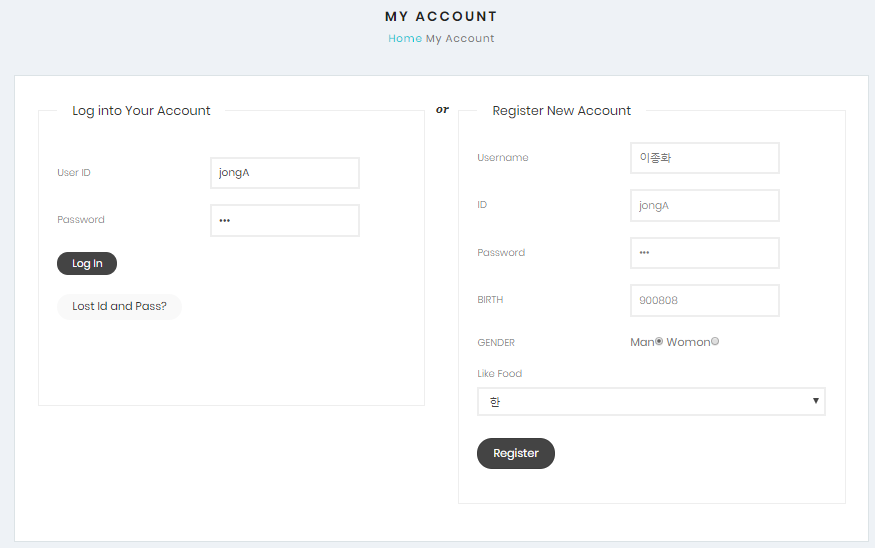 MY ACCOUNT
Home My Account
Log into Your Account
User ID jongA
Password •••
Log In
Lost Id and Pass?
or
Register New Account
Username 이종화
ID jongA
Password •••
BIRTH 900808
GENDER Man Womon
Like Food
한
Register